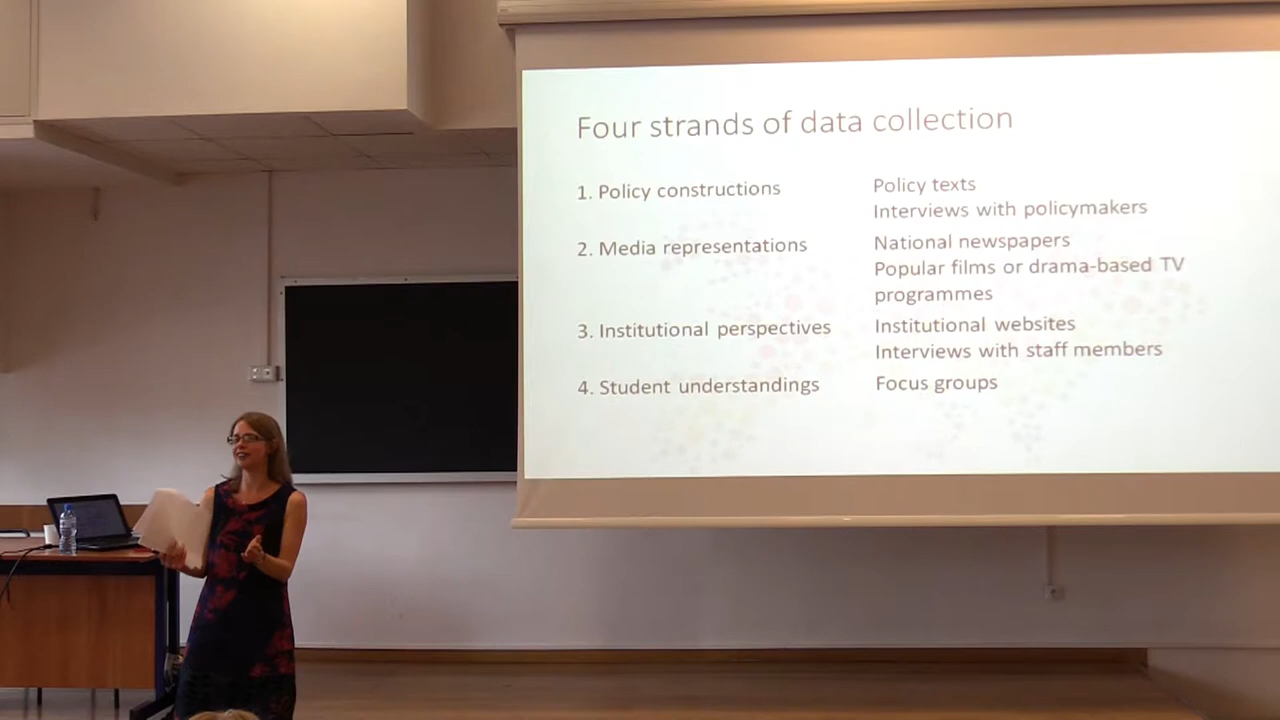 Four strands of data collection
1. Policy constructions
Policy texts
Interviews with policymakers
2. Media representations
National newspapers
Popular films or drama-based TV
programmes
3. Institutional perspectives
Institutional websites
Interviews with staff members
4. Student understandings
Focus groups